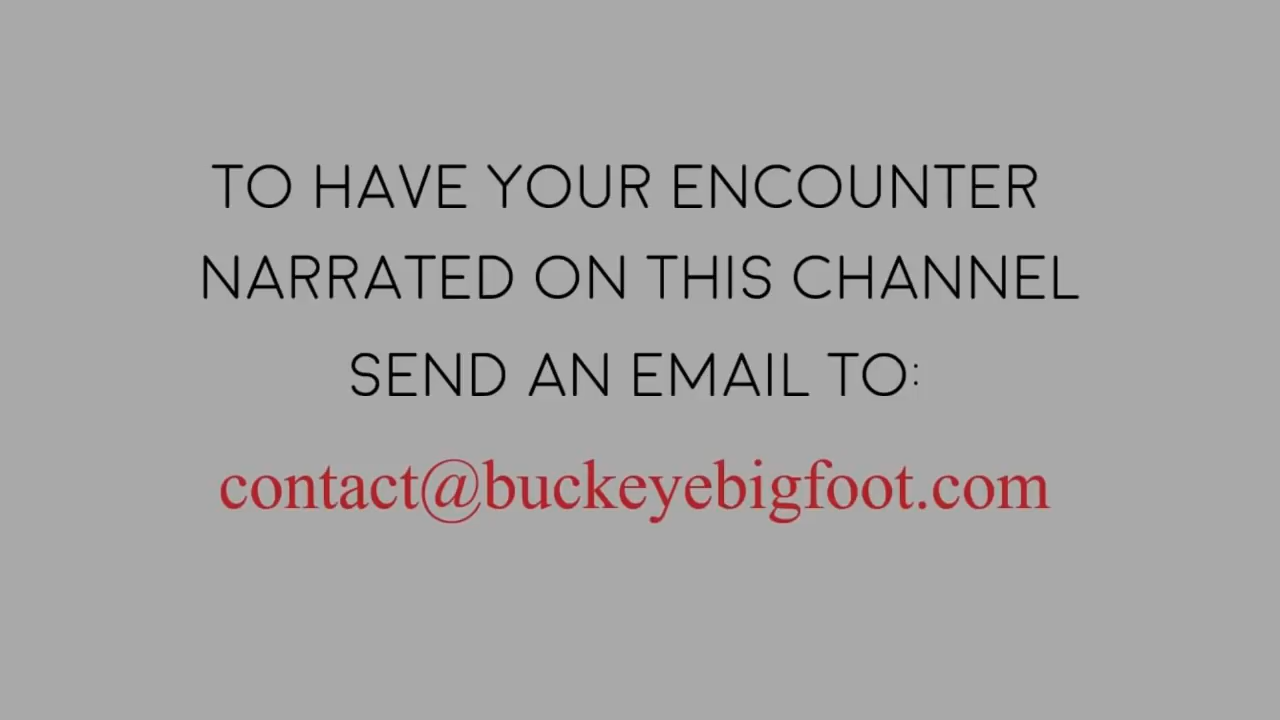 TO HAVE YOUR ENCOUNTER
NARRATED ON THIS CHANNEL
SEND AN EMAIL TO:
contact@buckeyebigfoot.com